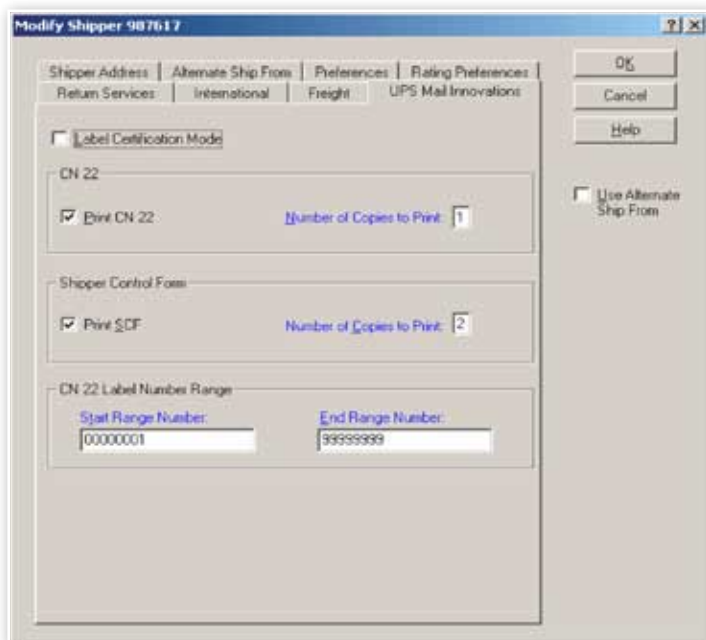 Modify Shipper 987617
Shipper Address Alternate Ship From Preferences Rating Preferences
Return Services International Freight UPS Mail Innovations
OK
Cancel
Help
Label Certification Mode
Use Alternate
Ship From
CN 22
Print CN 22 Number of Copies to Print: 1
Shipper Control Form
Print SCF Number of Copies to Print: 2
CN 22 Label Number Range
Start Range Number: End Range Number:
00000001 99999999